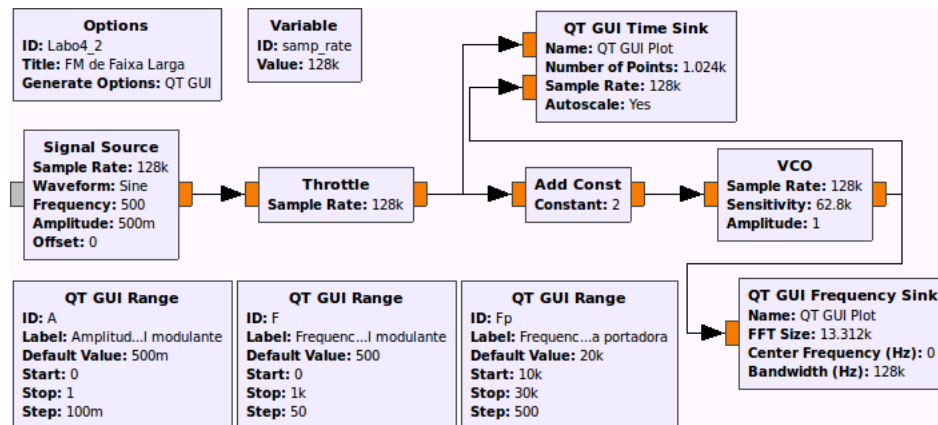 Options
ID: Labo4_2
Title: FM de Faixa Larga
Generate Options: QT GUI
Variable
ID: samp_rate
Value: 128k
QT GUI Time Sink
Name: QT GUI Plot
Number of Points: 1.024k
Sample Rate: 128k
Autoscale: Yes
Signal Source
Sample Rate: 128k
Waveform: Sine
Frequency: 500
Amplitude: 500m
Offset: 0
Throttle
Sample Rate: 128k
Add Const
Constant: 2
VCO
Sample Rate: 128k
Sensitivity: 62.8k
Amplitude: 1
QT GUI Range
ID: A
Label: Amplitud...l modulante
Default Value: 500m
Start: 0
Stop: 1
Step: 100m
QT GUI Range
ID: F
Label: Frequenc...l modulante
Default Value: 500
Start: 0
Stop: 1k
Step: 50
QT GUI Range
ID: Fp
Label: Frequenc...a portadora
Default Value: 20k
Start: 10k
Stop: 30k
Step: 500
QT GUI Frequency Sink
Name: QT GUI Plot
FFT Size: 13.312k
Center Frequency (Hz): 0
Bandwidth (Hz): 128k